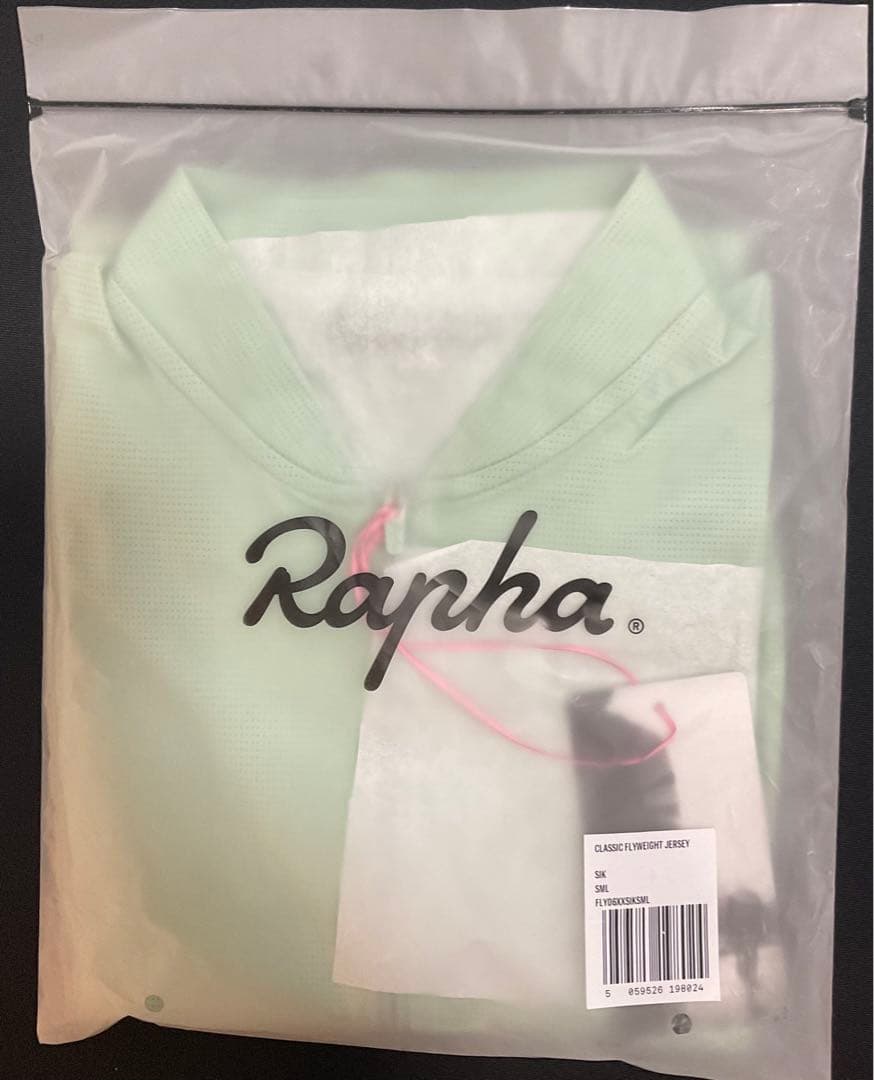 Rapha®
CLASSIC FLYWEIGHT JERSEY
SIK
SML
FLY06XXSIKSML
5 059526 198024